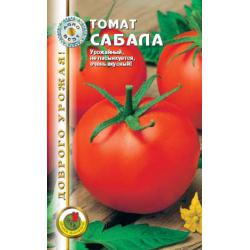 ТОМАТ
САБАЛА
Урожайный,
не пасынкуется,
очень вкусный!
ДОБРОГО УРОЖАЯ!